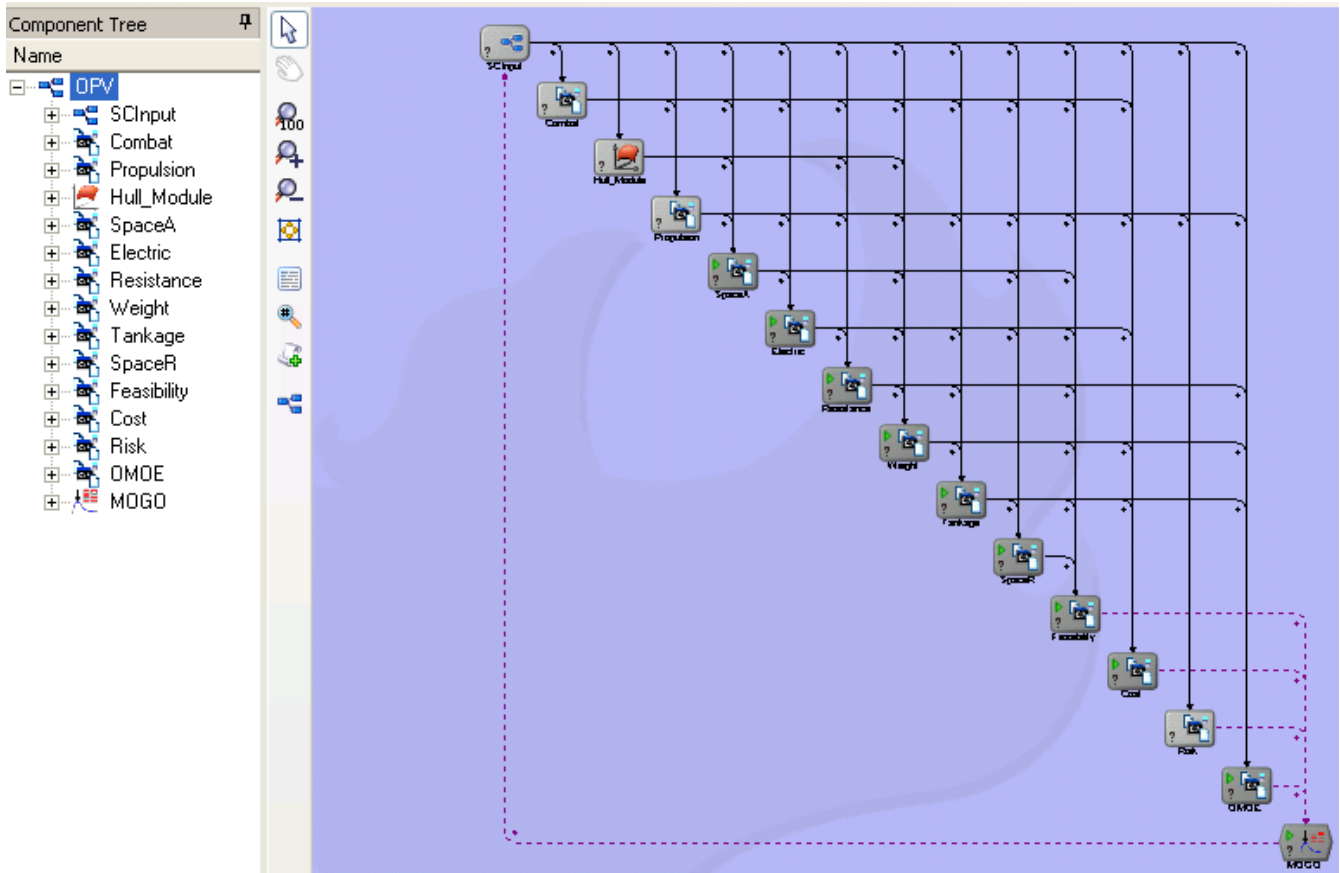 Component Tree
Name
OPV
SCInput
Combat
Propulsion
Hull_Module
SpaceA
Electric
Resistance
Weight
Tankage
SpaceR
Feasibility
Cost
Risk
OMOE
MOGO
100
?
SCInput
?
Combat
?
Hull_Module
?
Propulsion
?
SpaceA
?
Electric
?
Resistance
?
Weight
?
Tankage
?
SpaceR
?
Feasibility
?
Cost
?
Risk
?
OMOE
?
MOGO